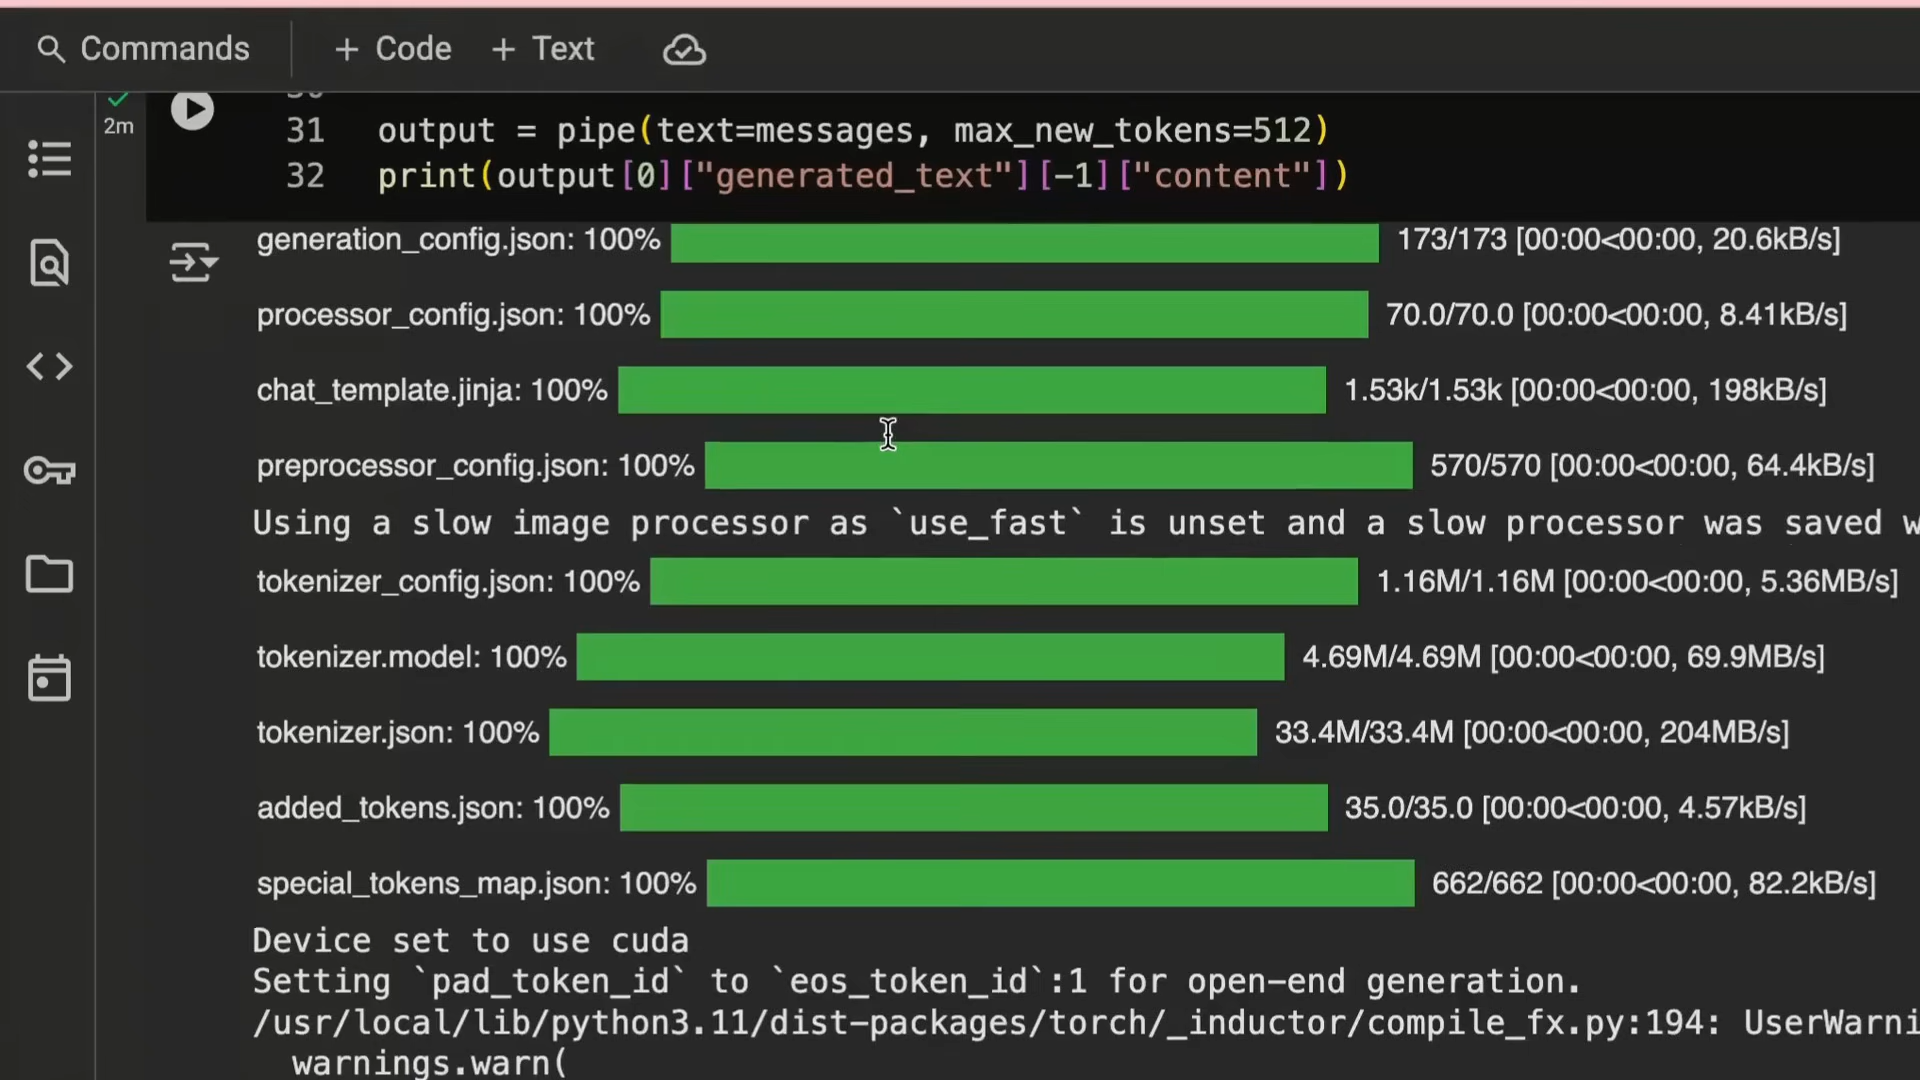 Commands + Code + Text
2m
31 output = pipe(text=messages, max_new_tokens=512)
32 print(output[0]["generated_text"][-1]["content"])
generation_config.json: 100% 173/173 [00:00<00:00, 20.6kB/s]
processor_config.json: 100% 70.0/70.0 [00:00<00:00, 8.41kB/s]
chat_template.jinja: 100% 1.53k/1.53k [00:00<00:00, 198kB/s]
preprocessor_config.json: 100% 570/570 [00:00<00:00, 64.4kB/s]
Using a slow image processor as `use_fast` is unset and a slow processor was saved
tokenizer_config.json: 100% 1.16M/1.16M [00:00<00:00, 5.36MB/s]
tokenizer.model: 100% 4.69M/4.69M [00:00<00:00, 69.9MB/s]
tokenizer.json: 100% 33.4M/33.4M [00:00<00:00, 204MB/s]
added_tokens.json: 100% 35.0/35.0 [00:00<00:00, 4.57kB/s]
special_tokens_map.json: 100% 662/662 [00:00<00:00, 82.2kB/s]
Device set to use cuda
Setting `pad_token_id` to `eos_token_id`:1 for open-end generation.
/usr/local/lib/python3.11/dist-packages/torch/_inductor/compile_fx.py:194: UserWarni
warnings.warn(